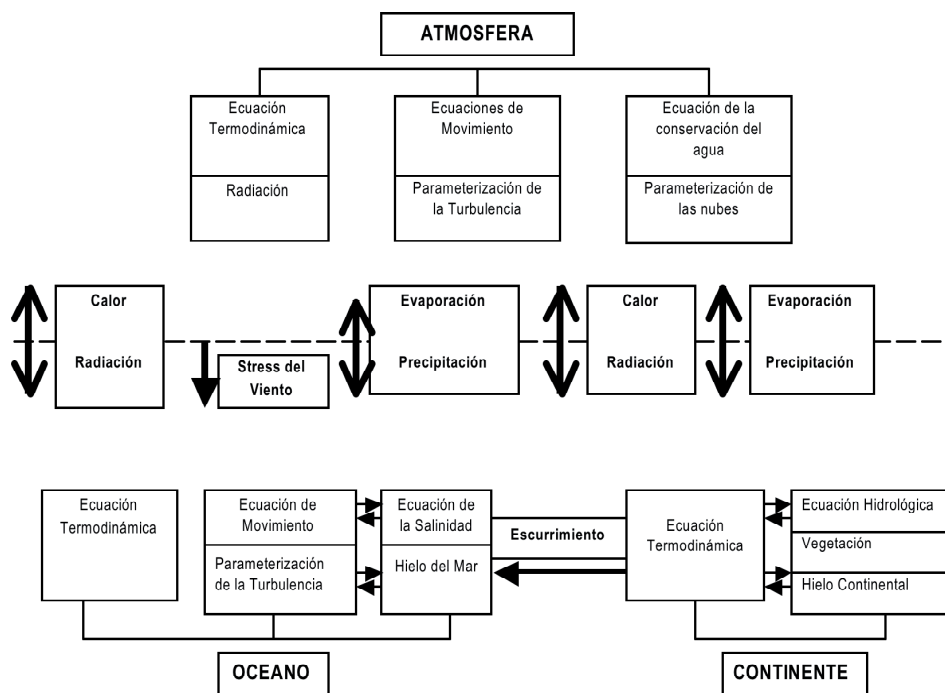 ATMOSFERA
Ecuación
Termodinámica
Radiación
Ecuaciones de
Movimiento
Parameterización de
la Turbulencia
Ecuación de la
conservación del
agua
Parameterización de
las nubes
Calor
Radiación
Stress del
Viento
Evaporación
Precipitación
Calor
Radiación
Evaporación
Precipitación
Ecuación
Termodinámica
Ecuación de
Movimiento
Parameterización
de la Turbulencia
Ecuación de
la Salinidad
Hielo del Mar
Escurrimiento
Ecuación
Termodinámica
Ecuación Hidrológica
Vegetación
Hielo Continental
OCEANO
CONTINENTE